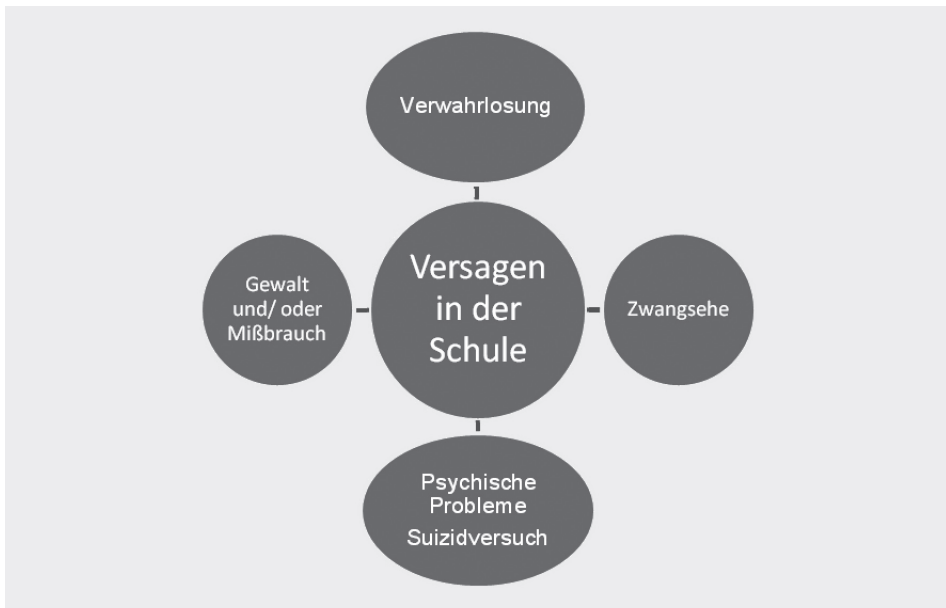 Verwahrlosung
Gewalt
und/ oder
Mißbrauch
Versagen
in der
Schule
Zwangsehe
Psychische
Probleme
Suizidversuch